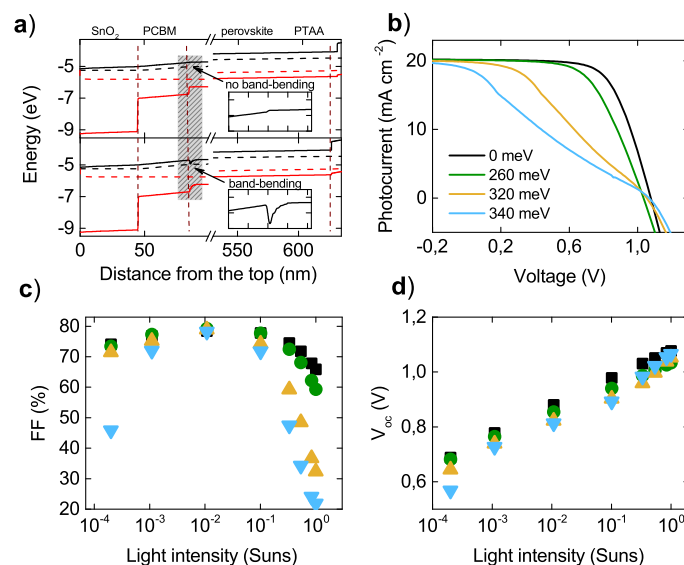 a)
SnO2 PCBM perovskite PTAA
-5
-7
-9
-5
-7
-9
no band-bending
band-bending
Energy (eV)
0 50 100 550 600
Distance from the top (nm)
b)
20
10
0
Photocurrent (mA cm-2)
0 meV
260 meV
320 meV
340 meV
-0,2 0,2 0,6 1,0
Voltage (V)
c)
80
70
60
50
40
30
20
FF (%)
10-4 10-3 10-2 10-1 100
Light intensity (Suns)
d)
1,2
1,0
0,8
0,6
Voc (V)
10-4 10-3 10-2 10-1 100
Light intensity (Suns)